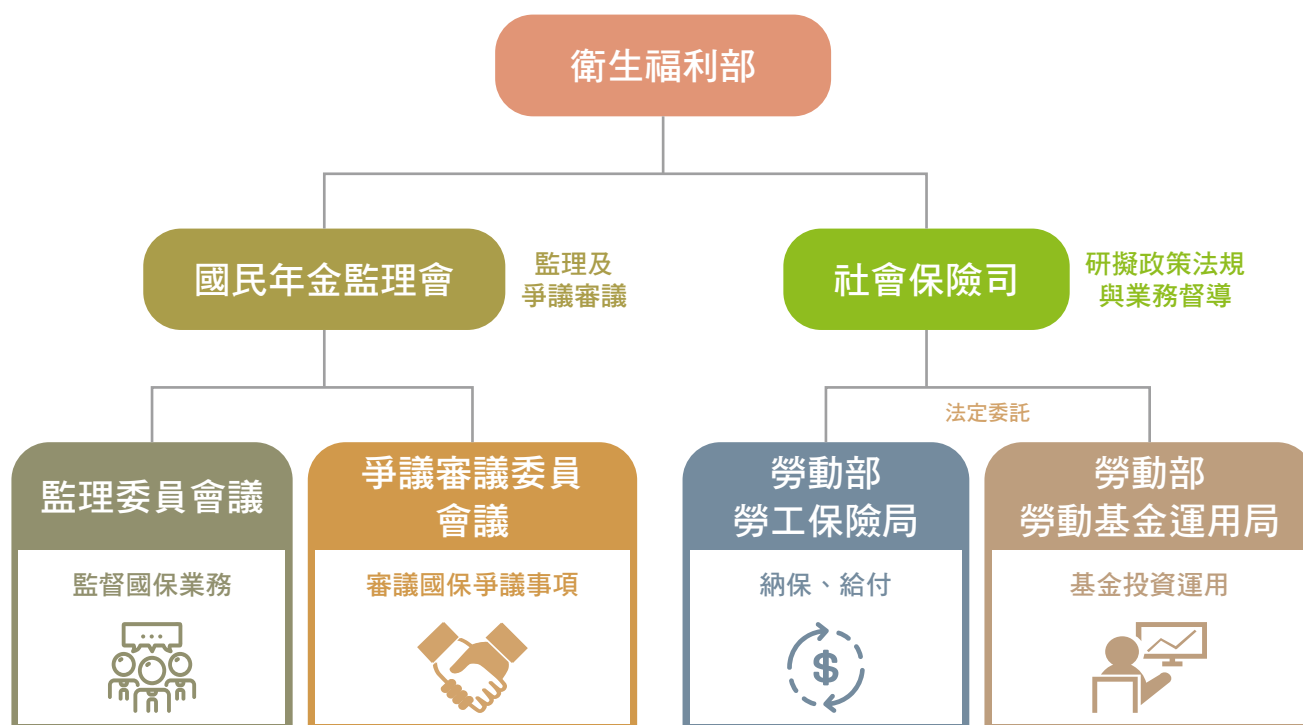 衛生福利部
國民年金監理會
監理及
爭議審議
社會保險司
研擬政策法規
與業務督導
法定委託
監理委員會議
監督國保業務
爭議審議委員
會議
審議國保爭議事項
勞動部
勞工保險局
納保、給付
$
勞動部
勞動基金運用局
基金投資運用